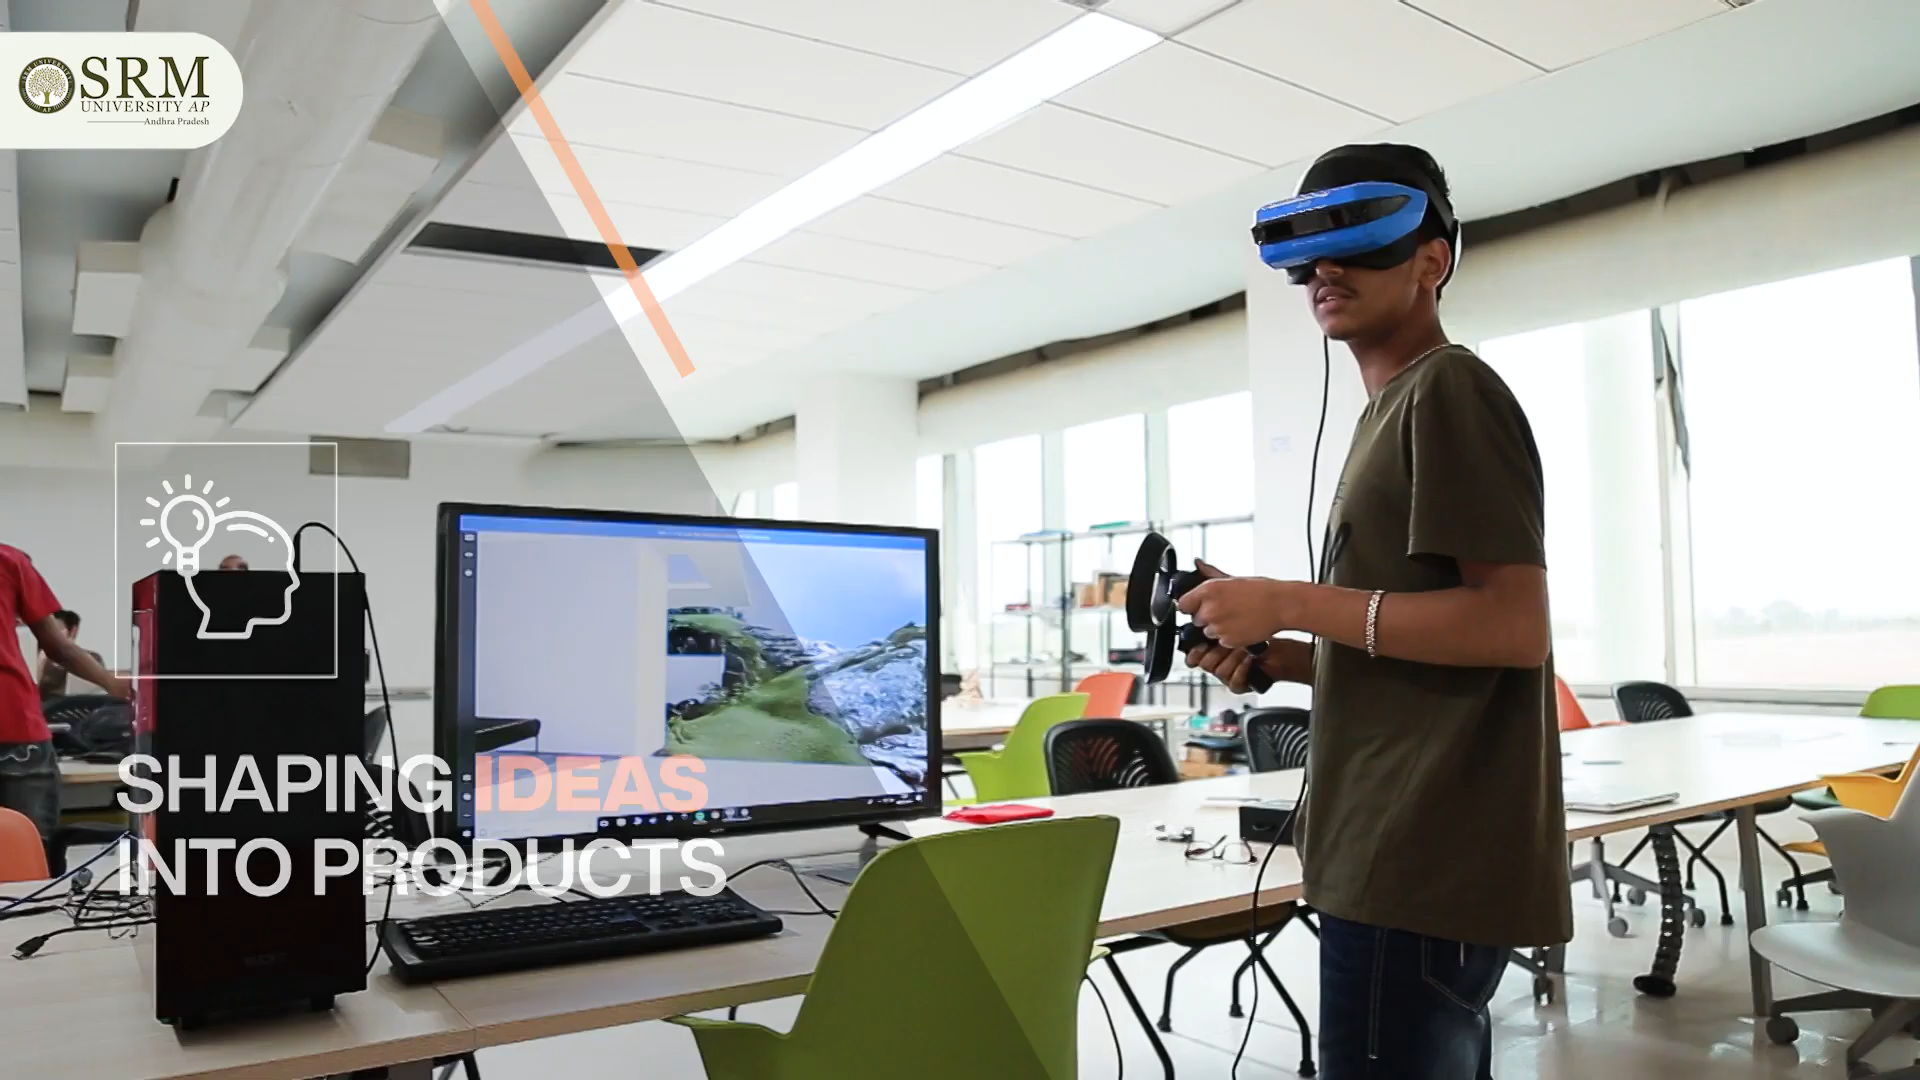 SRM
UNIVERSITY AP
Andhra Pradesh
SHAPING IDEAS
INTO PRODUCTS